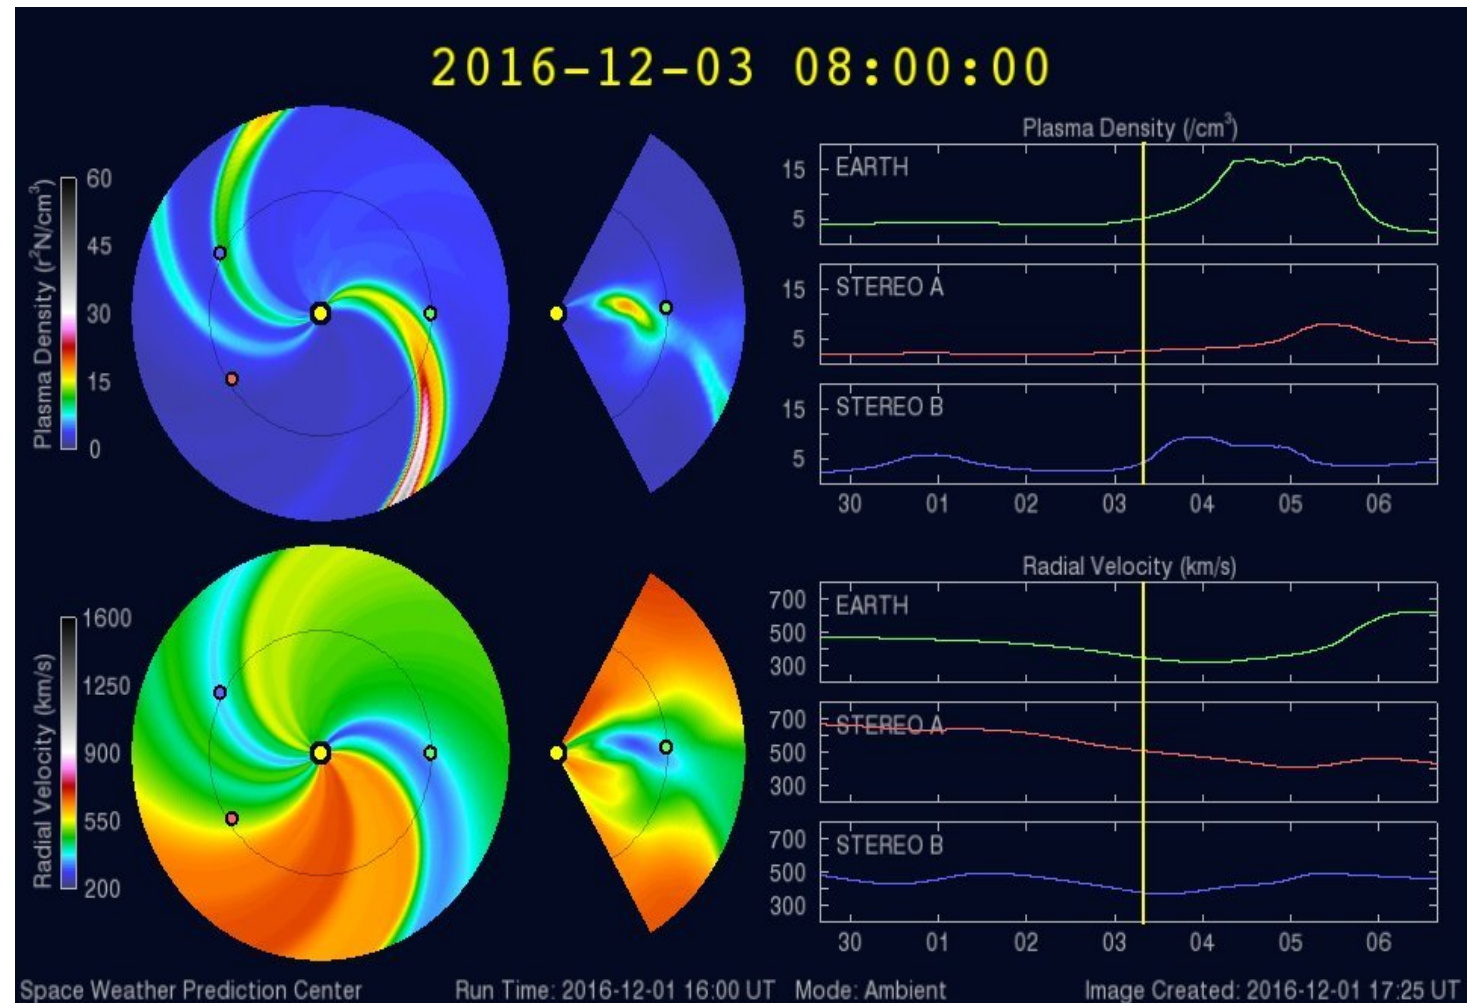 2016-12-03 08:00:00
Plasma Density (r²N/cm³)
60
45
30
15
0
Plasma Density (/cm³)
EARTH
15
5
STEREO A
15
5
STEREO B
15
5
30 01 02 03 04 05 06
Radial Velocity (km/s)
1600
1250
900
550
200
Radial Velocity (km/s)
EARTH
700
500
300
STEREO A
700
500
300
STEREO B
700
500
300
30 01 02 03 04 05 06
Space Weather Prediction Center Run Time: 2016-12-01 16:00 UT Mode: Ambient Image Created: 2016-12-01 17:25 UT